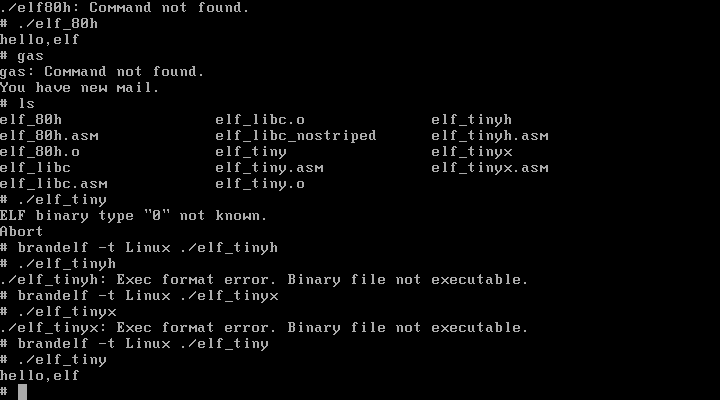 ./elf80h: Command not found.
# ./elf_80h
hello,elf
# gas
gas: Command not found.
You have new mail.
# ls
elf_80h                 elf_libc.o              elf_tinyh
elf_80h.asm             elf_libc_nostriped      elf_tinyh.asm
elf_80h.o               elf_tiny                elf_tinyx
elf_libc                elf_tiny.asm            elf_tinyx.asm
elf_libc.asm            elf_tiny.o
# ./elf_tiny
ELF binary type "0" not known.
Abort
# brandelf -t Linux ./elf_tinyh
# ./elf_tinyh
./elf_tinyh: Exec format error. Binary file not executable.
# brandelf -t Linux ./elf_tinyx
# ./elf_tinyx
./elf_tinyx: Exec format error. Binary file not executable.
# brandelf -t Linux ./elf_tiny
# ./elf_tiny
hello,elf
#